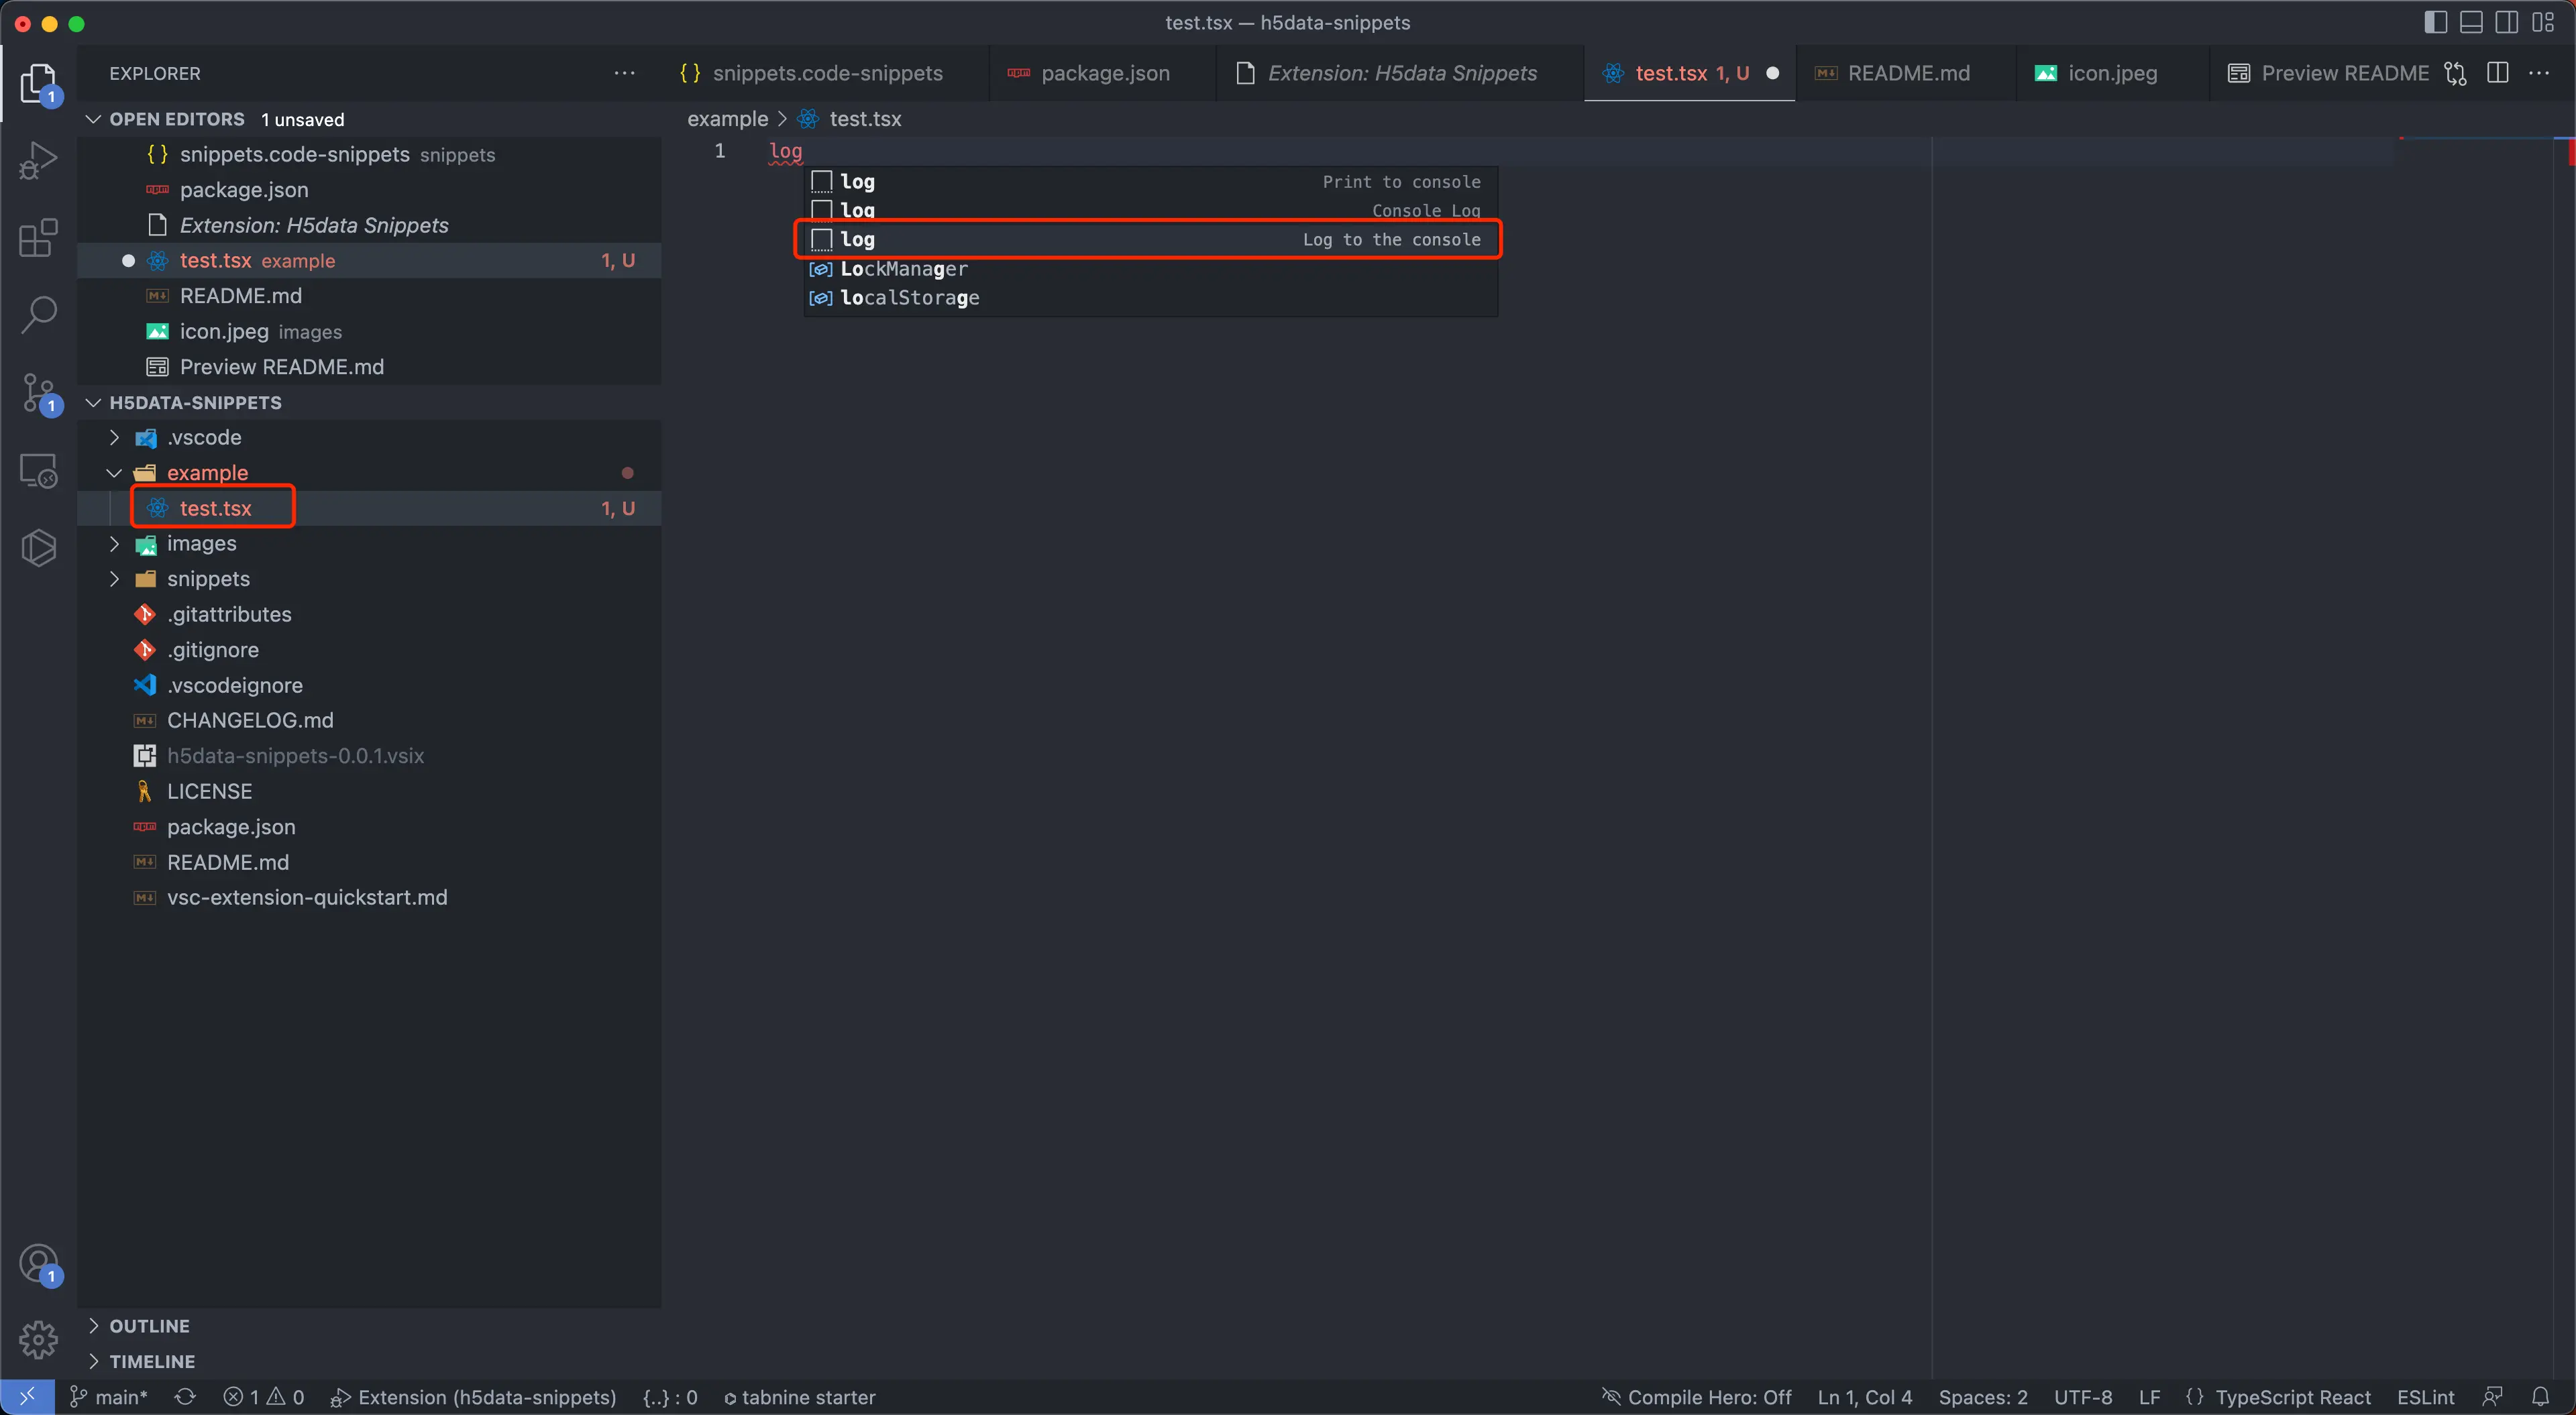 test.tsx — h5data-snippets
EXPLORER
snippets.code-snippets
package.json
Extension: H5data Snippets
test.tsx 1, U
README.md
icon.jpeg
Preview README
OPEN EDITORS 1 unsaved
example > test.tsx
snippets.code-snippets snippets
package.json
Extension: H5data Snippets
test.tsx example 1, U
README.md
icon.jpeg images
Preview README.md
H5DATA-SNIPPETS
.vscode
example
test.tsx 1, U
images
snippets
.gitattributes
.gitignore
.vscodeignore
CHANGELOG.md
h5data-snippets-0.0.1.vsix
LICENSE
package.json
README.md
vsc-extension-quickstart.md
OUTLINE
TIMELINE
1 log
log Print to console
log Console Log
log Log to the console
LockManager
localStorage
1
1
1
main* 1 0 Extension (h5data-snippets) {..} : 0 tabnine starter
Compile Hero: Off Ln 1, Col 4 Spaces: 2 UTF-8 LF {} TypeScript React ESLint